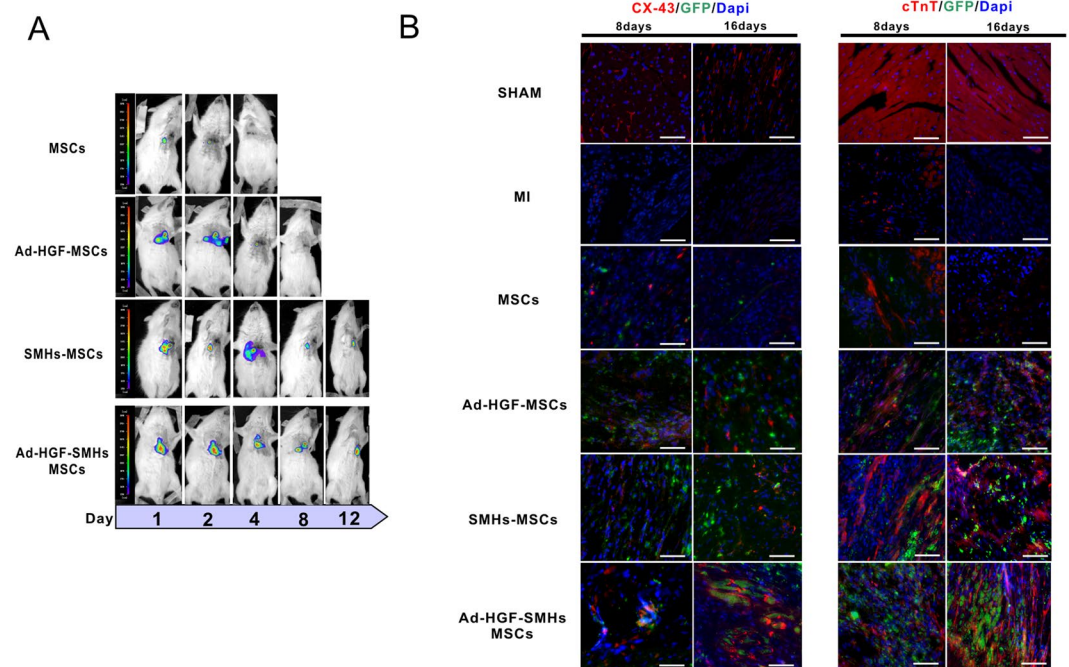 A
MSCs
Ad-HGF-MSCs
SMHs-MSCs
Ad-HGF-SMHs
MSCs
Day 1 2 4 8 12
B
CX-43/GFP/Dapi
cTnT/GFP/Dapi
8days 16days
8days 16days
SHAM
MI
MSCs
Ad-HGF-MSCs
SMHs-MSCs
Ad-HGF-SMHs
MSCs